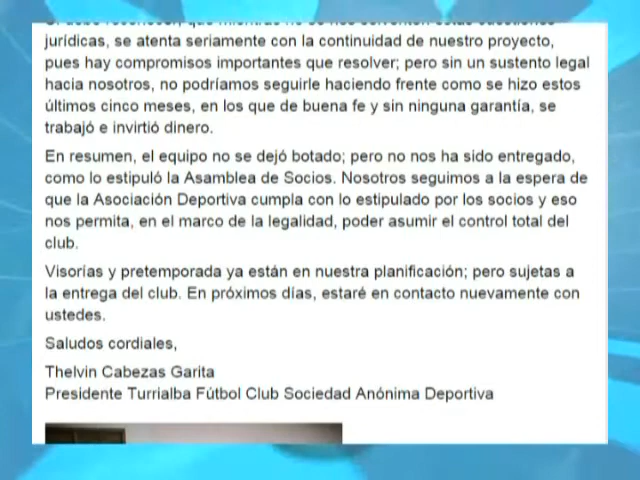 jurídicas, se atenta seriamente con la continuidad de nuestro proyecto,
pues hay compromisos importantes que resolver; pero sin un sustento legal
hacia nosotros, no podríamos seguirle haciendo frente como se hizo estos
últimos cinco meses, en los que de buena fe y sin ninguna garantía, se
trabajó e invirtió dinero.
En resumen, el equipo no se dejó botado; pero no nos ha sido entregado,
como lo estipuló la Asamblea de Socios. Nosotros seguimos a la espera de
que la Asociación Deportiva cumpla con lo estipulado por los socios y eso
nos permita, en el marco de la legalidad, poder asumir el control total del
club.
Visorías y pretemporada ya están en nuestra planificación; pero sujetas a
la entrega del club. En próximos días, estaré en contacto nuevamente con
ustedes.
Saludos cordiales,
Thelvin Cabezas Garita
Presidente Turrialba Fútbol Club Sociedad Anónima Deportiva